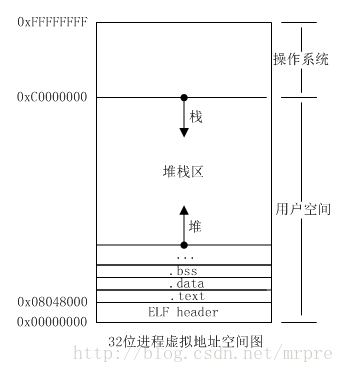 0xFFFFFFFF
操作系统
0xC0000000
栈
堆栈区
用户空间
堆
...
.bss
.data
.text
0x08048000
ELF header
0x00000000
32位进程虚拟地址空间图
http://blog.csdn.net/mrpre